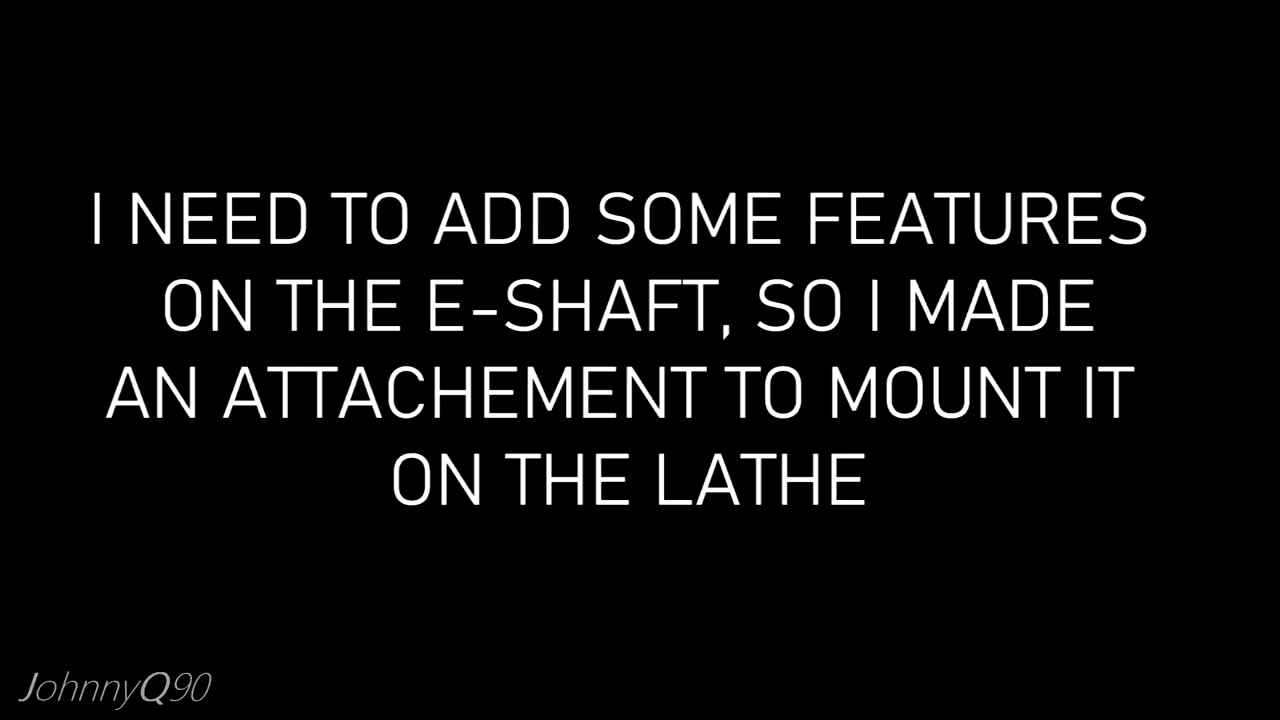 I NEED TO ADD SOME FEATURES
ON THE E-SHAFT, SO I MADE
AN ATTACHEMENT TO MOUNT IT
ON THE LATHE
JohnnyQ90